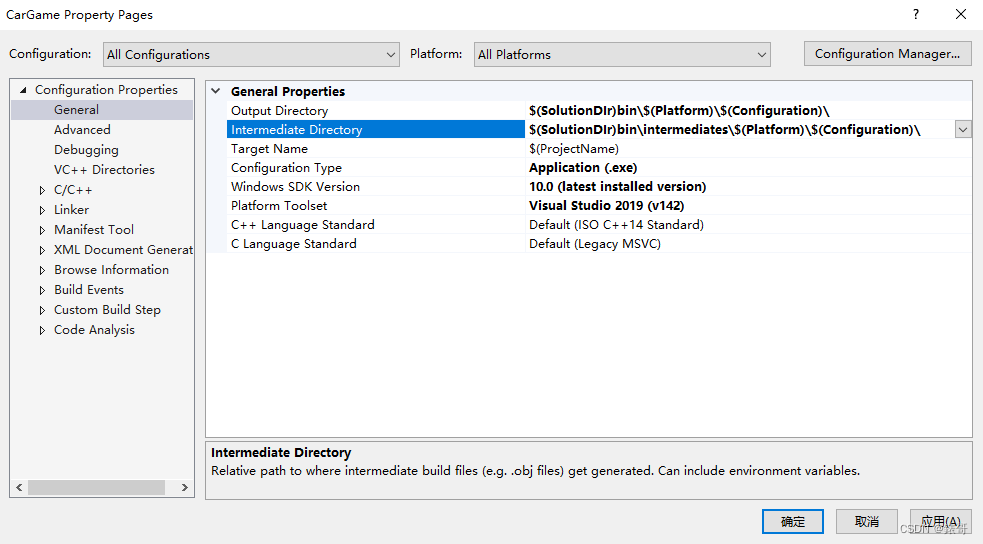 CarGame Property Pages
Configuration: All Configurations Platform: All Platforms Configuration Manager...
Configuration Properties
General
Advanced
Debugging
VC++ Directories
C/C++
Linker
Manifest Tool
XML Document Generat
Browse Information
Build Events
Custom Build Step
Code Analysis
General Properties
Output Directory $(SolutionDIr)bin\$(Platform)\$(Configuration)\
Intermediate Directory $(SolutionDIr)bin\intermediates\$(Platform)\$(Configuration)\
Target Name $(ProjectName)
Configuration Type Application (.exe)
Windows SDK Version 10.0 (latest installed version)
Platform Toolset Visual Studio 2019 (v142)
C++ Language Standard Default (ISO C++14 Standard)
C Language Standard Default (Legacy MSVC)
Intermediate Directory
Relative path to where intermediate build files (e.g. .obj files) get generated. Can include environment variables.
确定 取消 应用(A)
CSDN